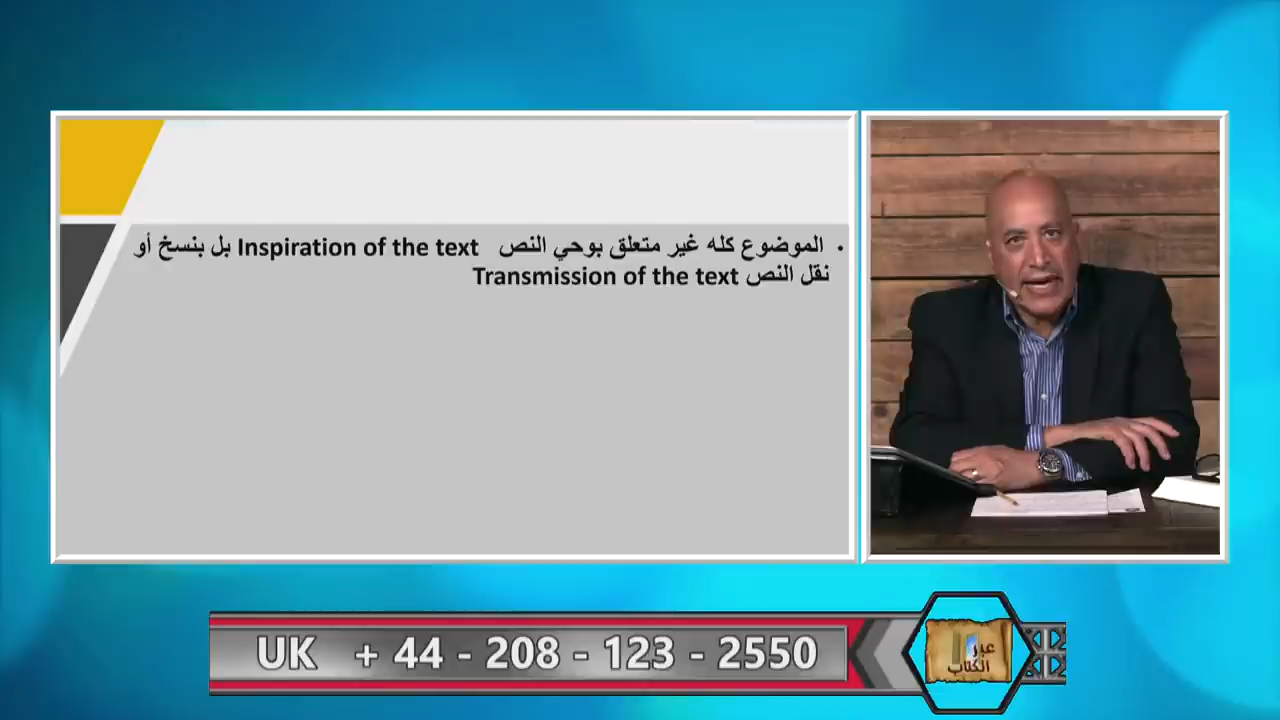 • الموضوع كله غير متعلق بوحي النص Inspiration of the text بل بنسخ أو
نقل النص Transmission of the text
UK + 44 - 208 - 123 - 2550
عبر
الكتاب